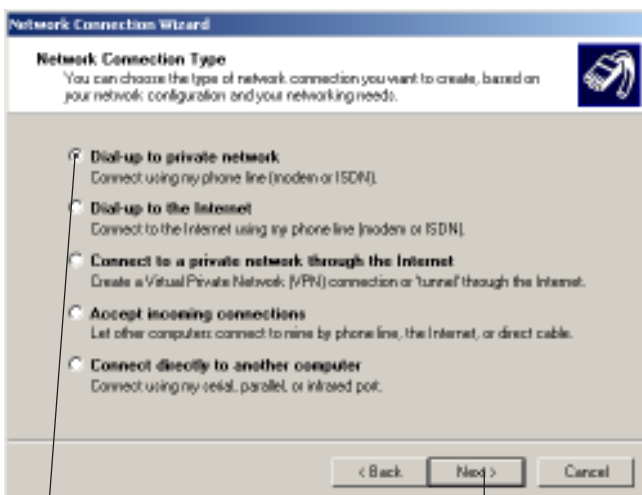 Network Connection Wizard
Network Connection Type
You can choose the type of network connection you want to create, based on
your network configuration and your networking needs.
Dial-up to private network
Connect using my phone line (modem or ISDN).
Dial-up to the Internet
Connect to the Internet using my phone line (modem or ISDN).
Connect to a private network through the Internet
Create a Virtual Private Network (VPN) connection or 'tunnel' through the Internet.
Accept incoming connections
Let other computers connect to mine by phone line, the Internet, or direct cable.
Connect directly to another computer
Connect using my serial, parallel, or infrared port.
< Back Next > Cancel